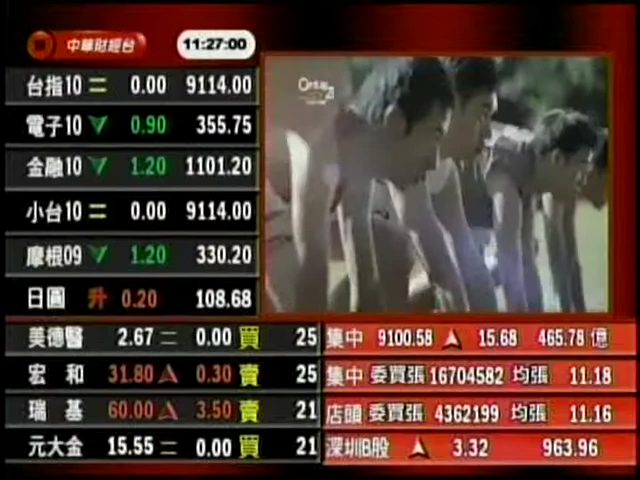 中華財經台 11:27:00
Century 21
台指10 = 0.00 9114.00
電子10 ▽ 0.90 355.75
金融10 ▽ 1.20 1101.20
小台10 = 0.00 9114.00
摩根09 ▽ 1.20 330.20
日圓 升 0.20 108.68
美德醫 2.67 = 0.00 買 25
宏和 31.80 △ 0.30 賣 25
瑞基 60.00 △ 3.50 賣 21
元大金 15.55 = 0.00 買 21
集中 9100.58 ▲ 15.68 465.78 億
集中 委買張 16704582 均張 11.18
店頭 委買張 4362199 均張 11.16
深圳B股 ▲ 3.32 963.96